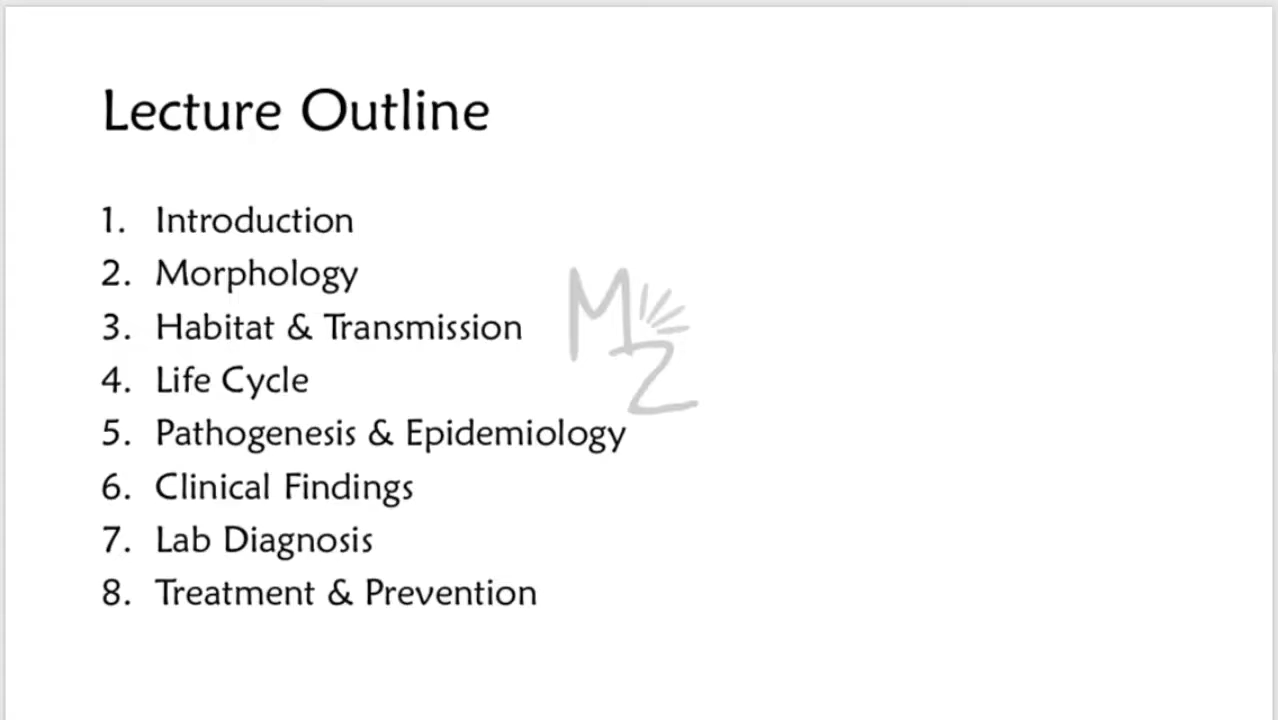 Lecture Outline
1. Introduction
2. Morphology
3. Habitat & Transmission
4. Life Cycle
5. Pathogenesis & Epidemiology
6. Clinical Findings
7. Lab Diagnosis
8. Treatment & Prevention
MZ